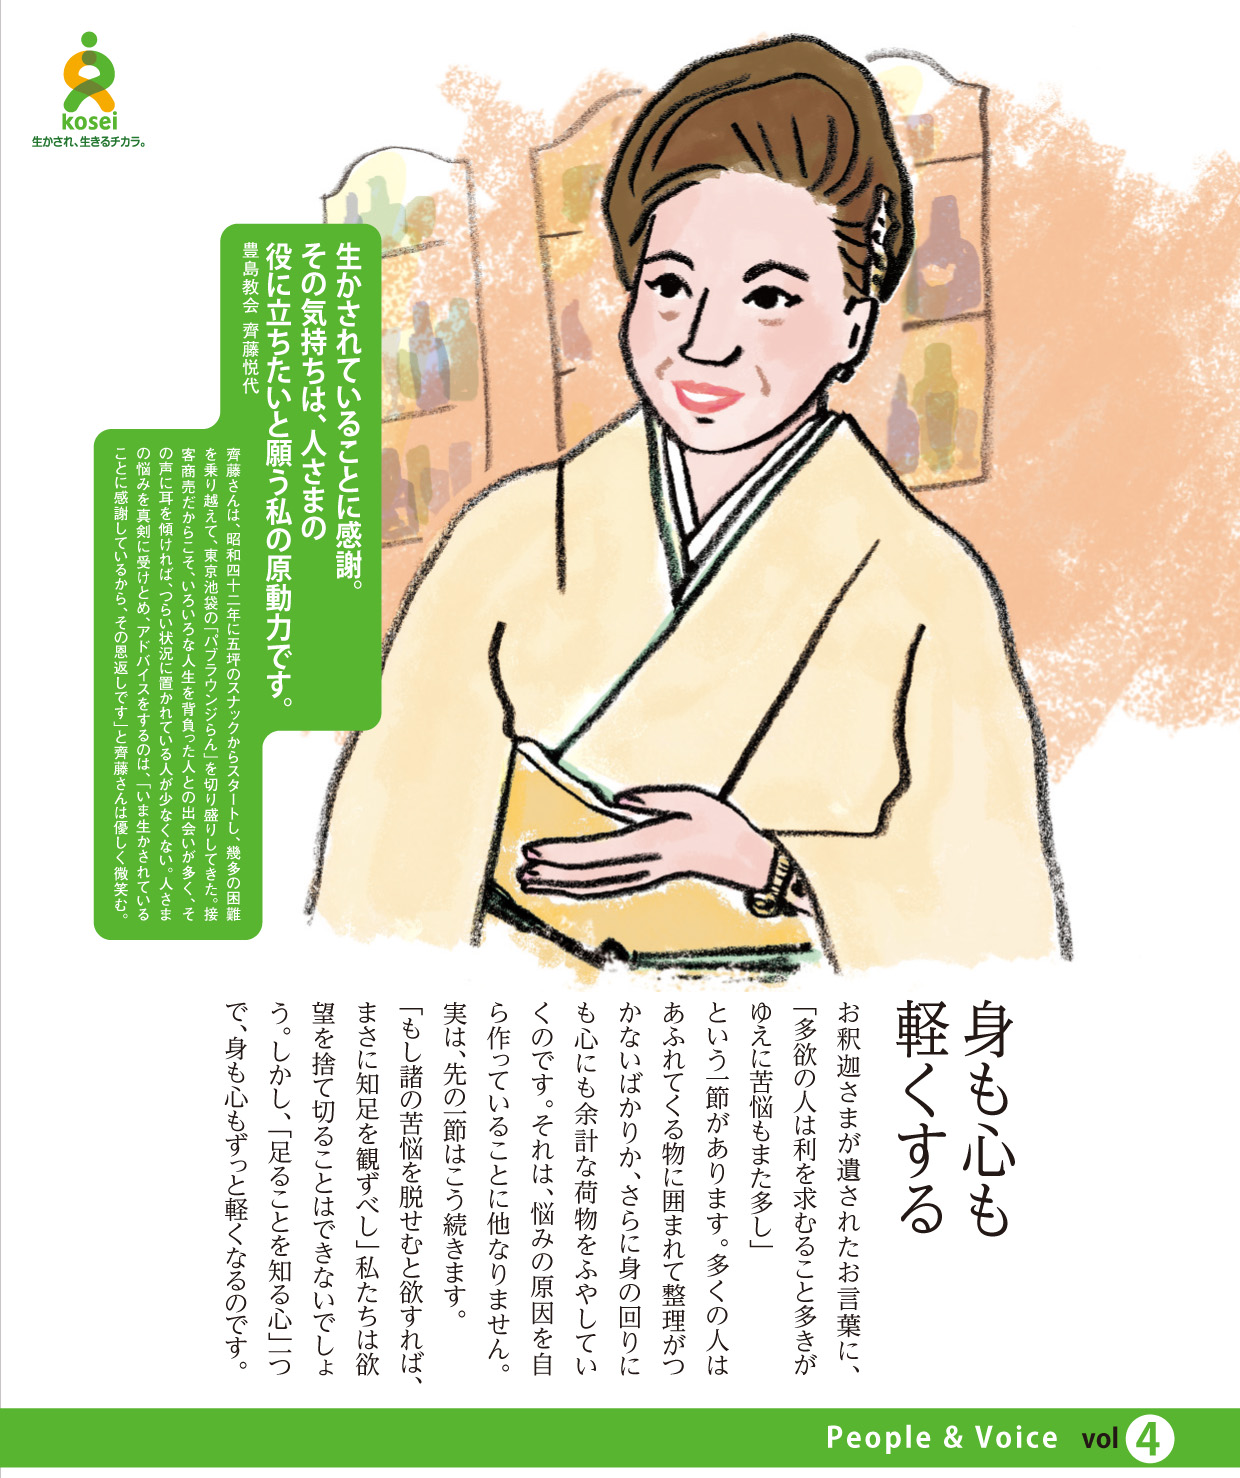 kosei
生かされ、生きるチカラ。
生かされていることに感謝。
その気持ちは、人さまの
役に立ちたいと願う私の原動力です。
豊島教会 齊藤悦代
齊藤さんは、昭和四十二年に五坪のスナックからスタートし、幾多の困難
を乗り越えて、東京池袋の「パブラウンジらん」を切り盛りしてきた。接
客商売だからこそ、いろいろな人生を背負った人との出会いが多く、そ
の声に耳を傾ければ、つらい状況に置かれている人が少なくない。人さま
の悩みを真剣に受けとめ、アドバイスをするのは、「いま生かされている
ことに感謝しているから、その恩返しです」と齊藤さんは優しく微笑む。
身も心も
軽くする
お釈迦さまが遺されたお言葉に、
「多欲の人は利を求むること多きが
ゆえに苦悩もまた多し」
という一節があります。多くの人は
あふれてくる物に囲まれて整理がつ
かないばかりか、さらに身の回りに
も心にも余計な荷物をふやしてい
くのです。それは、悩みの原因を自
ら作っていることに他なりません。
実は、先の一節はこう続きます。
「もし諸の苦悩を脱せむと欲すれば、
まさに知足を観ずべし」私たちは欲
望を捨て切ることはできないでしょ
う。しかし、「足ることを知る心」一つ
で、身も心もずっと軽くなるのです。
People & Voice vol 4